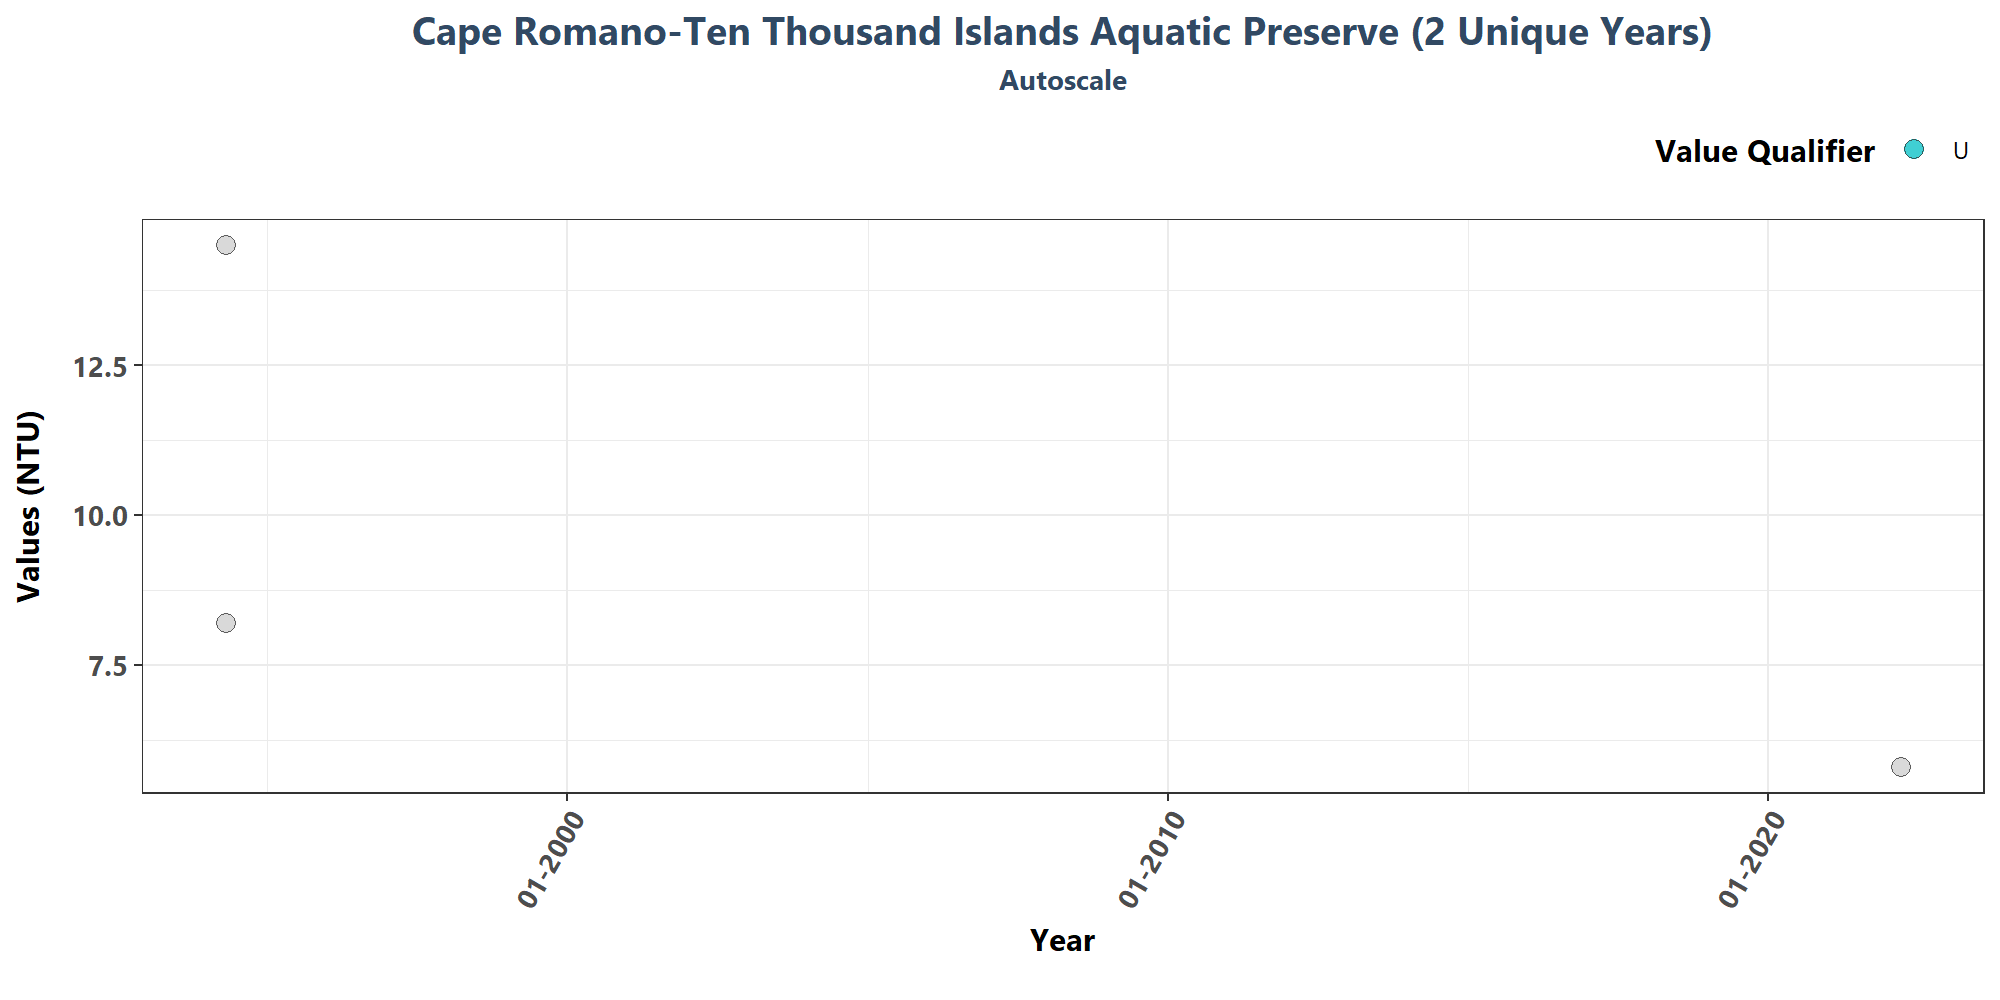 Cape Romano-Ten Thousand Islands Aquatic Preserve (2 Unique Years)
Autoscale
Value Qualifier U
Values (NTU)
12.5
10.0
7.5
01-2000
01-2010
01-2020
Year